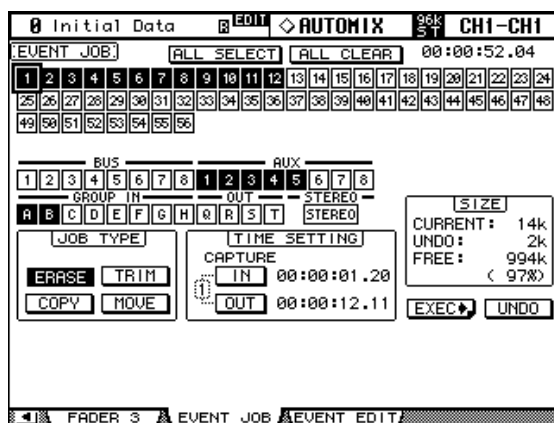 0 Initial Data R EDIT ◇AUTOMIX 96K ST CH1-CH1
EVENT JOB ALL SELECT ALL CLEAR 00:00:52.04
1 2 3 4 5 6 7 8 9 10 11 12 13 14 15 16 17 18 19 20 21 22 23 24
25 26 27 28 29 30 31 32 33 34 35 36 37 38 39 40 41 42 43 44 45 46 47 48
49 50 51 52 53 54 55 56
BUS AUX
1 2 3 4 5 6 7 8 1 2 3 4 5 6 7 8
GROUP IN OUT STEREO
A B C D E F G H Q R S T STEREO
JOB TYPE
ERASE TRIM
COPY MOVE
TIME SETTING
CAPTURE
1
IN 00:00:01.20
OUT 00:00:12.11
SIZE
CURRENT: 14k
UNDO: 2k
FREE: 994k
( 97%)
EXEC UNDO
FADER 3 EVENT JOB EVENT EDIT